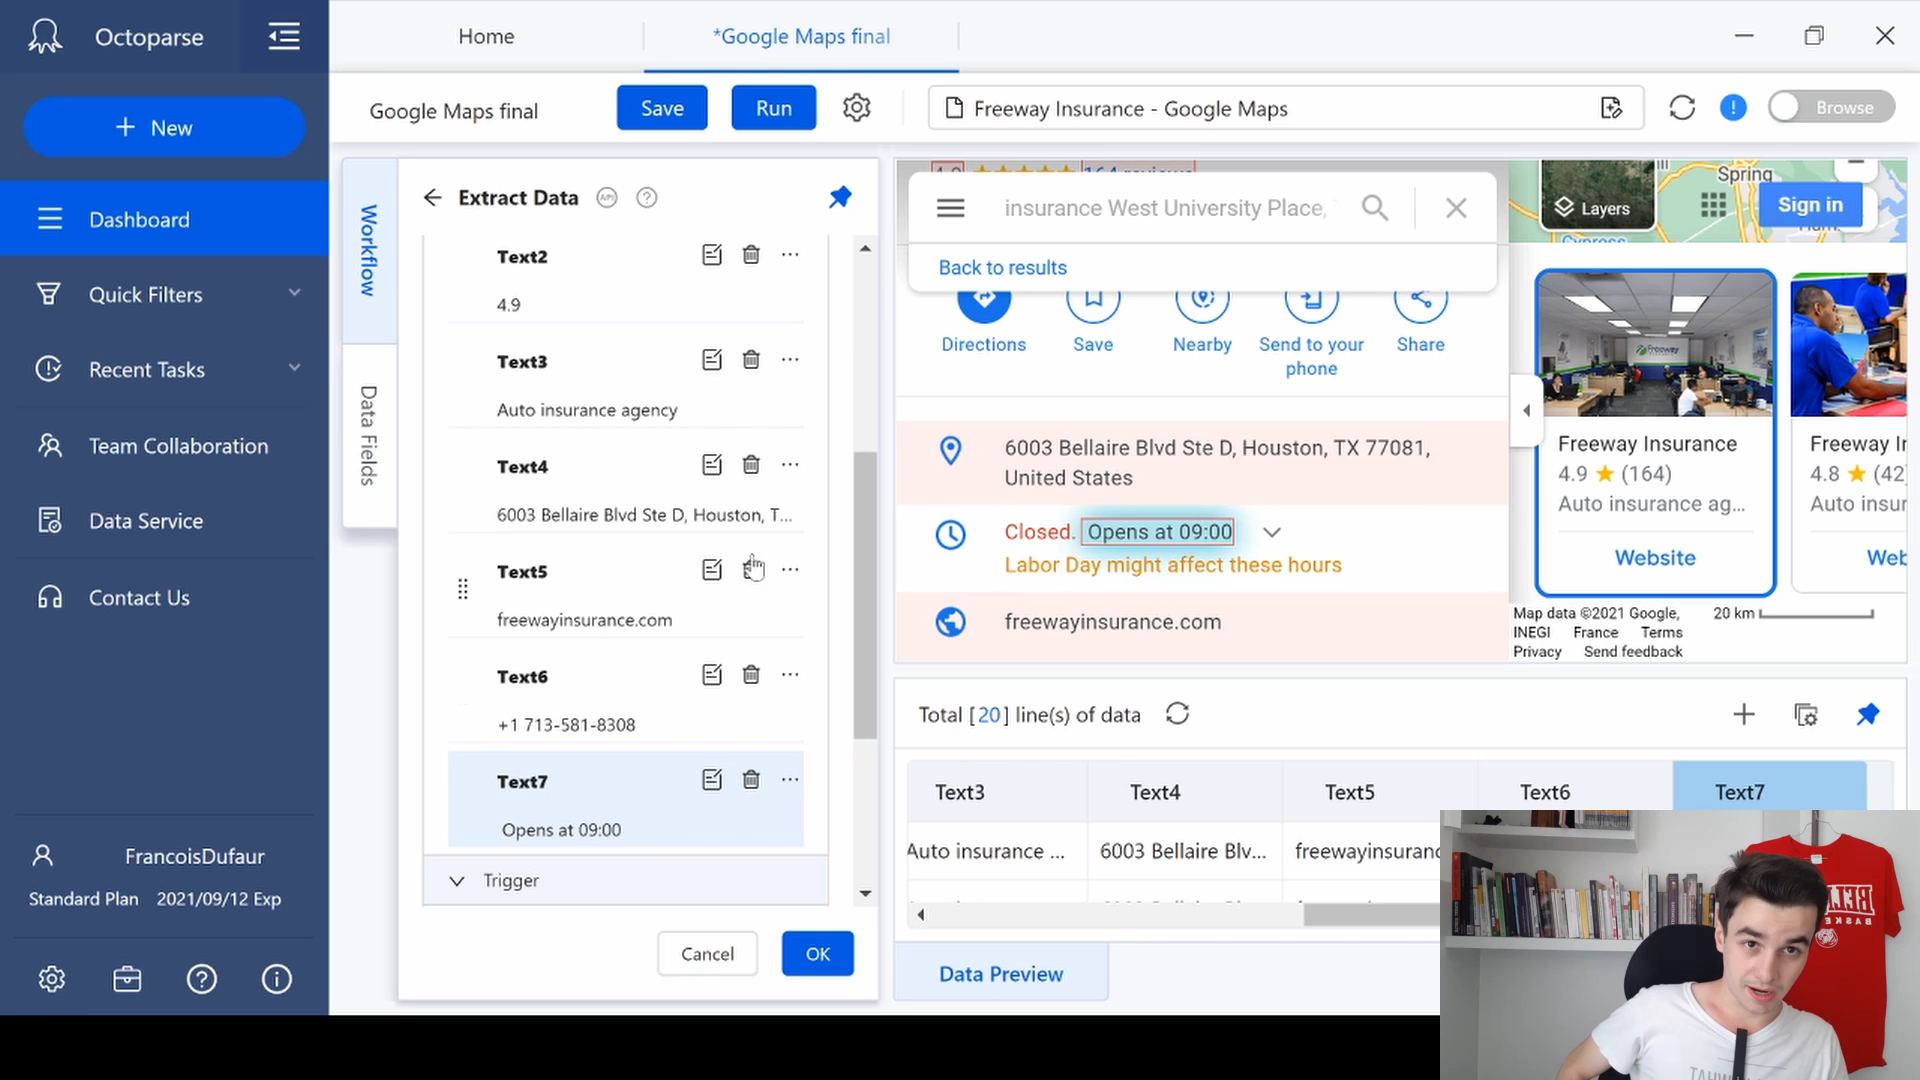 Octoparse
Home
*Google Maps final
New
Google Maps final
Save
Run
Freeway Insurance - Google Maps
Browse
Dashboard
Quick Filters
Recent Tasks
Team Collaboration
Data Service
Contact Us
FrancoisDufaur
Standard Plan 2021/09/12 Exp
Workflow
Data Fields
Extract Data
Text2
4.9
Text3
Auto insurance agency
Text4
6003 Bellaire Blvd Ste D, Houston, T...
Text5
freewayinsurance.com
Text6
+1 713-581-8308
Text7
Opens at 09:00
Trigger
Cancel
OK
insurance West University Place,
Back to results
Directions
Save
Nearby
Send to your
phone
Share
6003 Bellaire Blvd Ste D, Houston, TX 77081,
United States
Closed. Opens at 09:00
Labor Day might affect these hours
freewayinsurance.com
Spring
Layers
Sign in
Cypress
Freeway Insurance
4.9 (164)
Auto insurance ag...
Website
Freeway
4.8 (42
Auto insur
Map data ©2021 Google, 20 km
INEGI France Terms
Privacy Send feedback
Total [20] line(s) of data
Text3 Text4 Text5 Text6 Text7
Auto insurance ... 6003 Bellaire Blv... freewayinsuranc
Data Preview